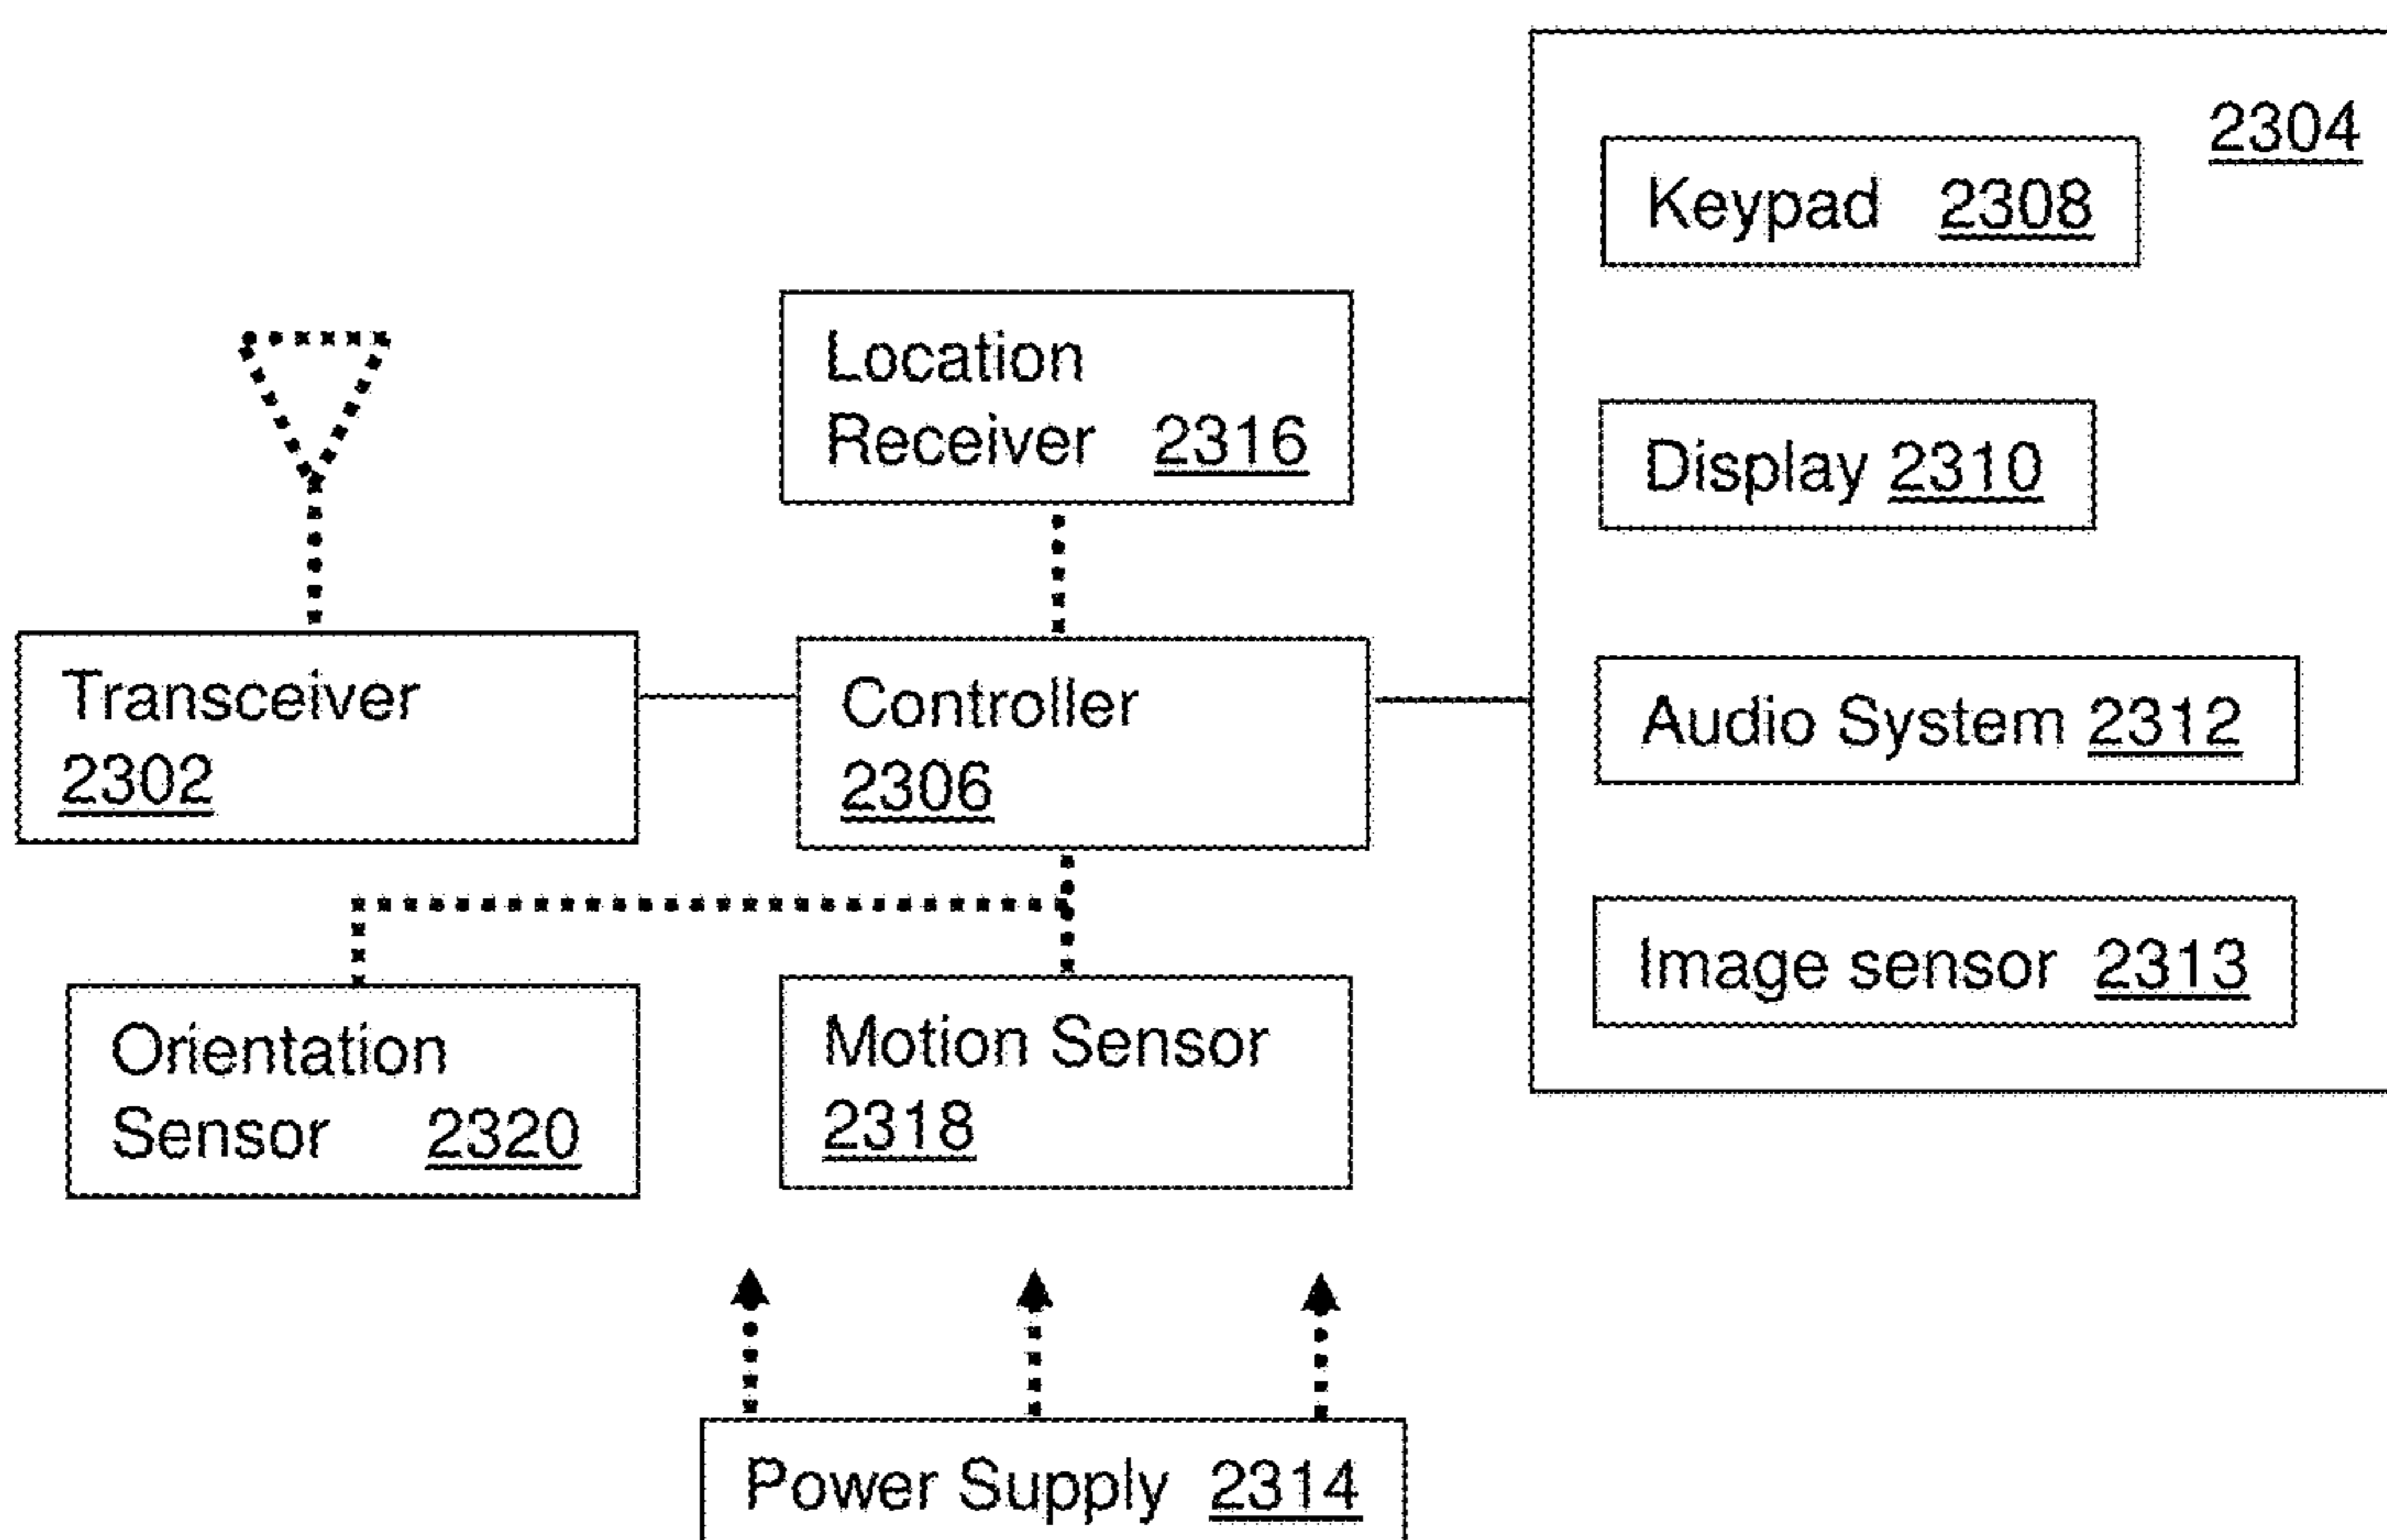 2304
Keypad 2308
Location
Receiver 2316
Display 2310
Transceiver
2302
Controller
2306
Audio System 2312
Image sensor 2313
Orientation
Sensor 2320
Motion Sensor
2318
Power Supply 2314